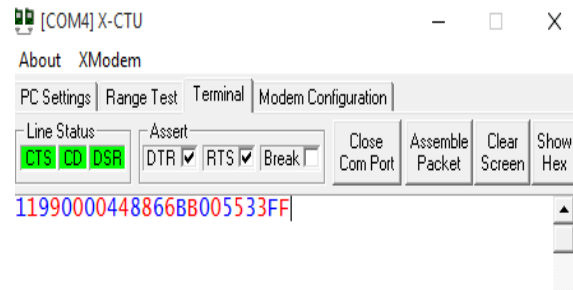 [COM4] X-CTU
About XModem
PC Settings Range Test Terminal Modem Configuration
Line Status
CTS CD DSR
Assert
DTR RTS Break
Close Com Port
Assemble Packet
Clear Screen
Show Hex
11990000448866BB005533FF